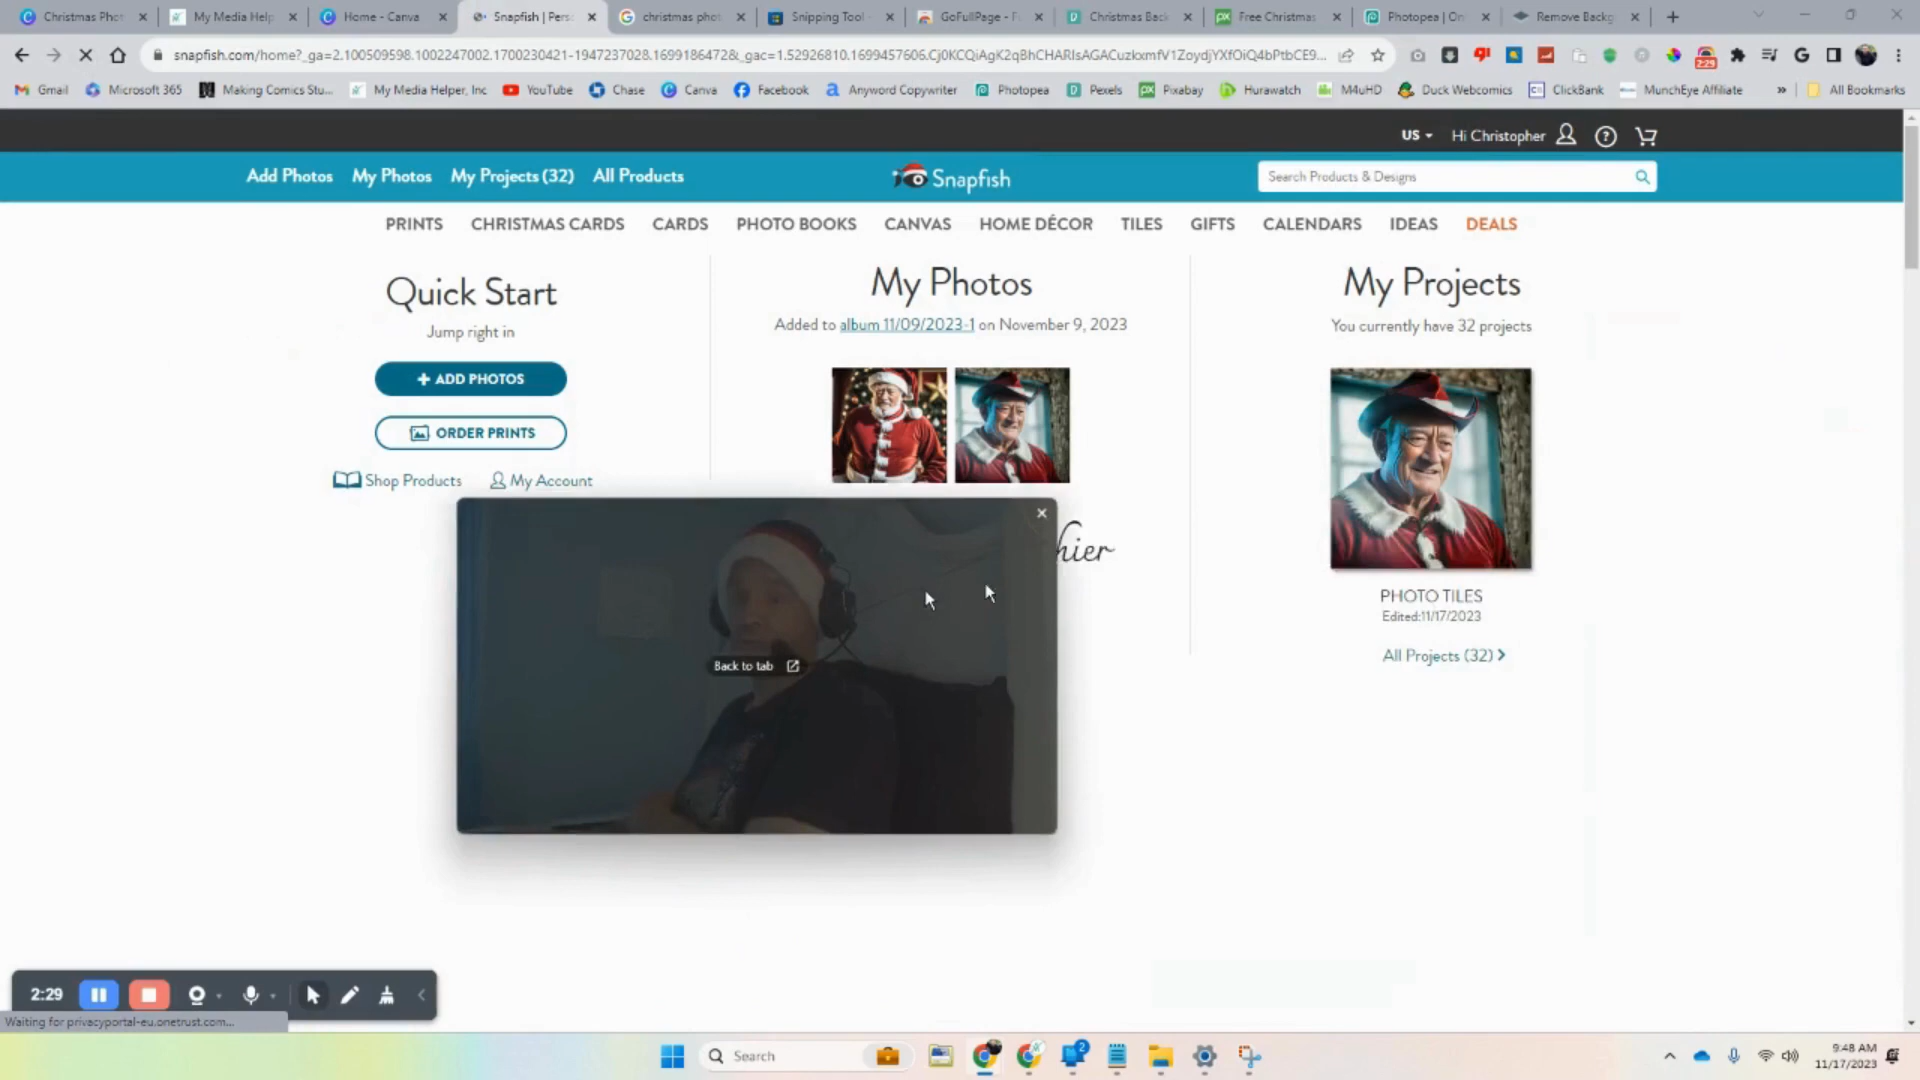 Christmas Phot
My Media Help
Home - Canva
Snapfish | Pers
christmas phot
Snipping Tool -
GoFullPage - F
Christmas Back
Free Christmas
Photopea | On
Remove Backg
snapfish.com/home?_ga=2.100509598.1002247002.1700230421-1947237028.1699186472&_gac=1.52926810.1699457606.Cj0KCQiAgK2qBhCHARIsAGACuzkxmfV1ZoydjYXfOiQ4bPtbCE9...
2:29
Gmail
Microsoft 365
Making Comics Stu...
My Media Helper, Inc
YouTube
Chase
Canva
Facebook
Anyword Copywriter
Photopea
Pexels
Pixabay
Hurawatch
M4uHD
Duck Webcomics
ClickBank
MunchEye Affiliate
»
All Bookmarks
US
Hi Christopher
Add Photos
My Photos
My Projects (32)
All Products
Snapfish
Search Products & Designs
PRINTS
CHRISTMAS CARDS
CARDS
PHOTO BOOKS
CANVAS
HOME DÉCOR
TILES
GIFTS
CALENDARS
IDEAS
DEALS
Quick Start
Jump right in
+ ADD PHOTOS
ORDER PRINTS
Shop Products
My Account
My Photos
Added to album 11/09/2023-1 on November 9, 2023
hier
My Projects
You currently have 32 projects
PHOTO TILES
Edited:11/17/2023
All Projects (32)
Back to tab
2:29
Waiting for privacyportal-eu.onetrust.com...
Search
2
9:48 AM
11/17/2023